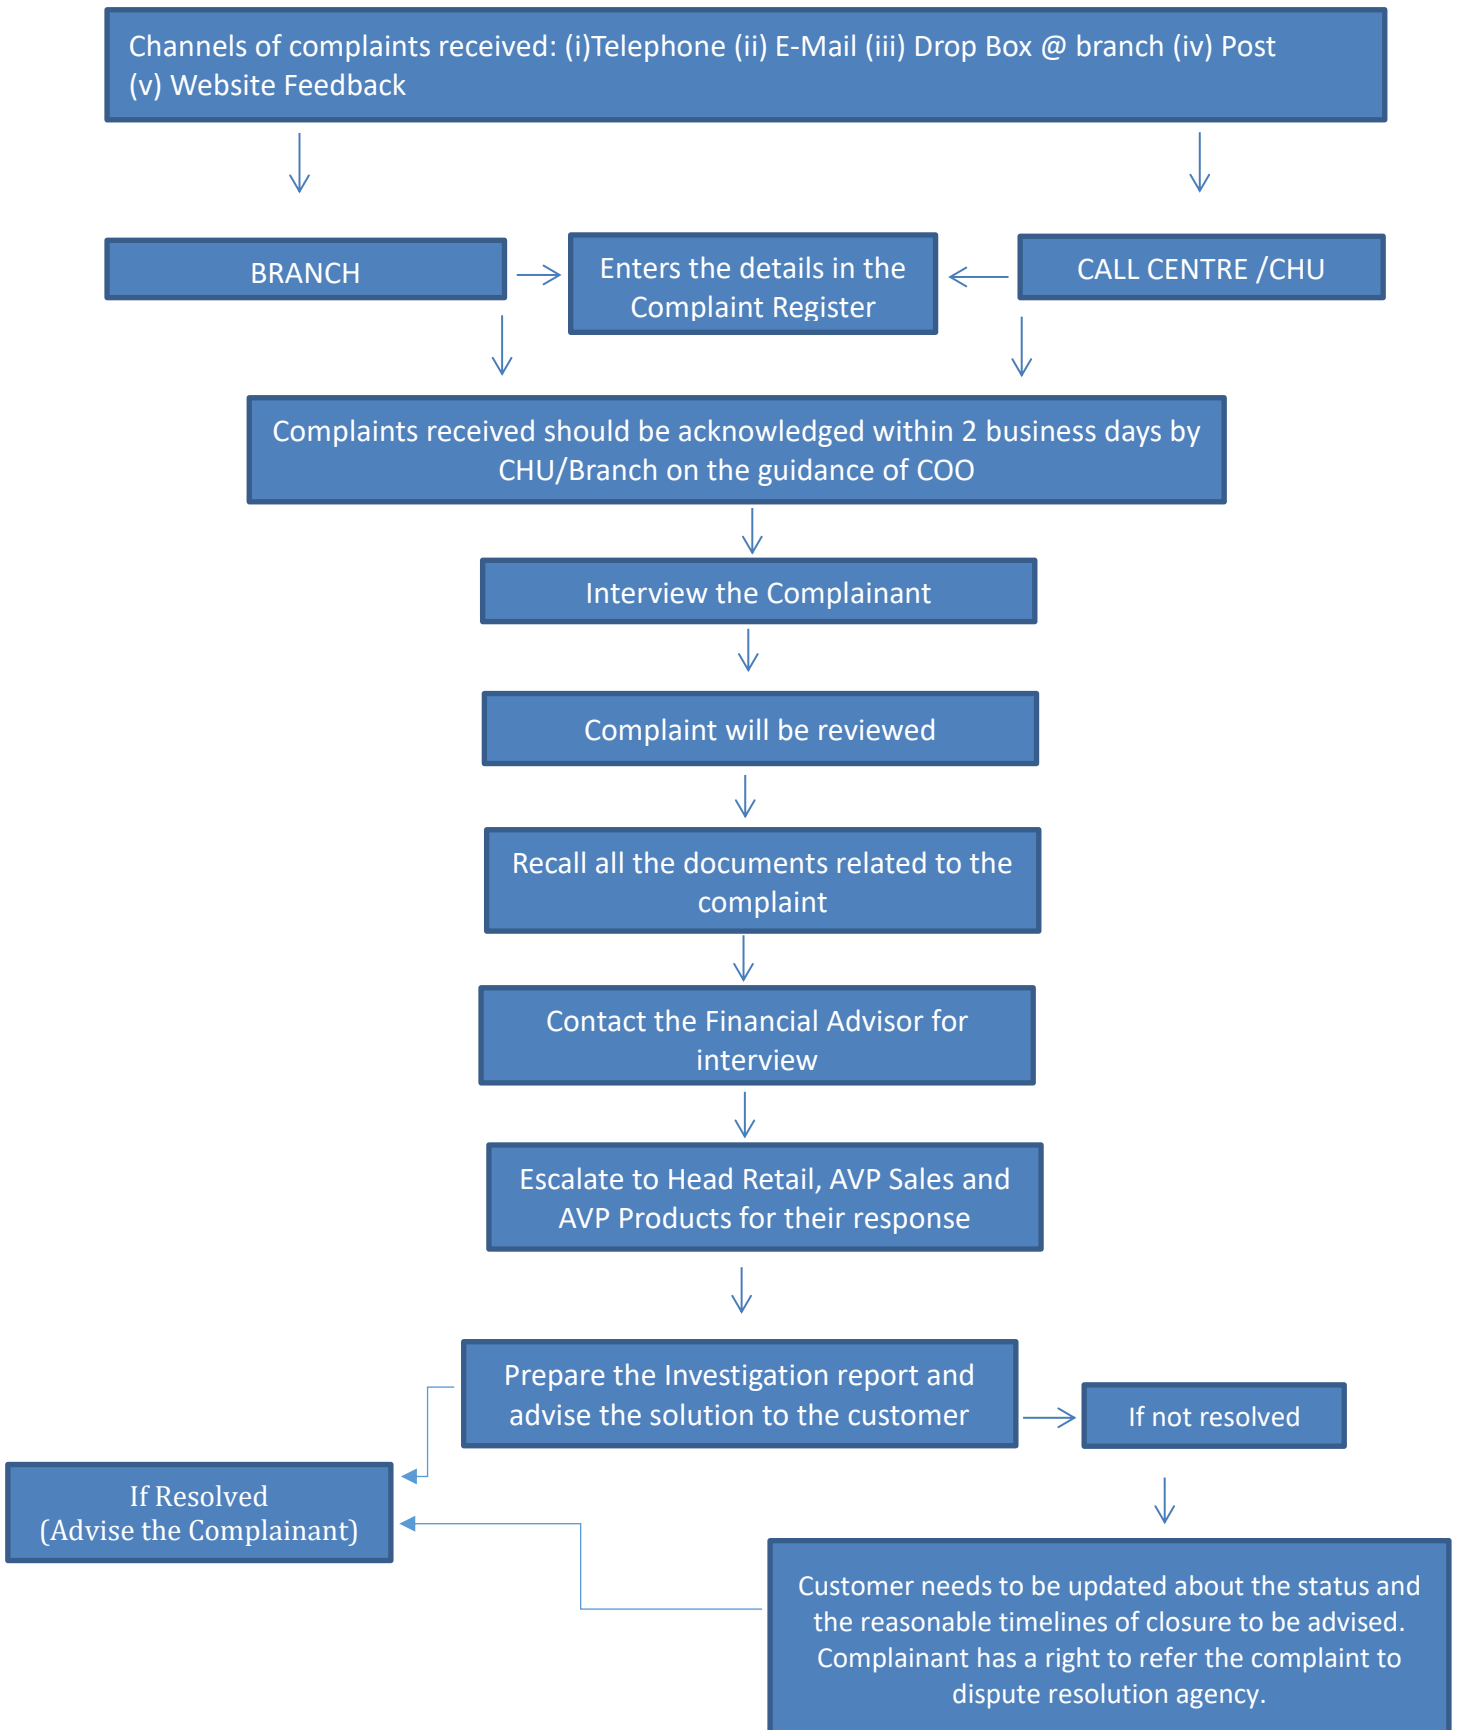 Channels of complaints received: (i)Telephone (ii) E-Mail (iii) Drop Box @ branch (iv) Post
(v) Website Feedback
BRANCH
Enters the details in the
Complaint Register
CALL CENTRE /CHU
Complaints received should be acknowledged within 2 business days by
CHU/Branch on the guidance of COO
Interview the Complainant
Complaint will be reviewed
Recall all the documents related to the
complaint
Contact the Financial Advisor for
interview
Escalate to Head Retail, AVP Sales and
AVP Products for their response
Prepare the Investigation report and
advise the solution to the customer
If not resolved
If Resolved
(Advise the Complainant)
Customer needs to be updated about the status and
the reasonable timelines of closure to be advised.
Complainant has a right to refer the complaint to
dispute resolution agency.